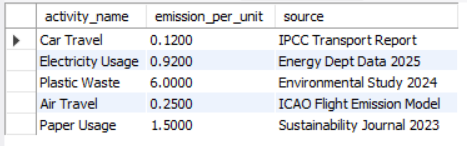 activity_name emission_per_unit source
Car Travel 0.1200 IPCC Transport Report
Electricity Usage 0.9200 Energy Dept Data 2025
Plastic Waste 6.0000 Environmental Study 2024
Air Travel 0.2500 ICAO Flight Emission Model
Paper Usage 1.5000 Sustainability Journal 2023